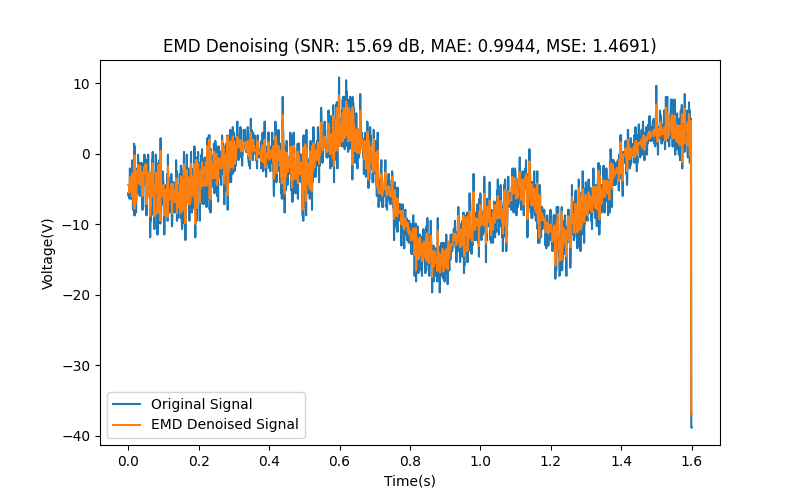 EMD Denoising (SNR: 15.69 dB, MAE: 0.9944, MSE: 1.4691)
10
0
−10
−20
−30
−40
Voltage(V)
Original Signal
EMD Denoised Signal
0.0 0.2 0.4 0.6 0.8 1.0 1.2 1.4 1.6
Time(s)